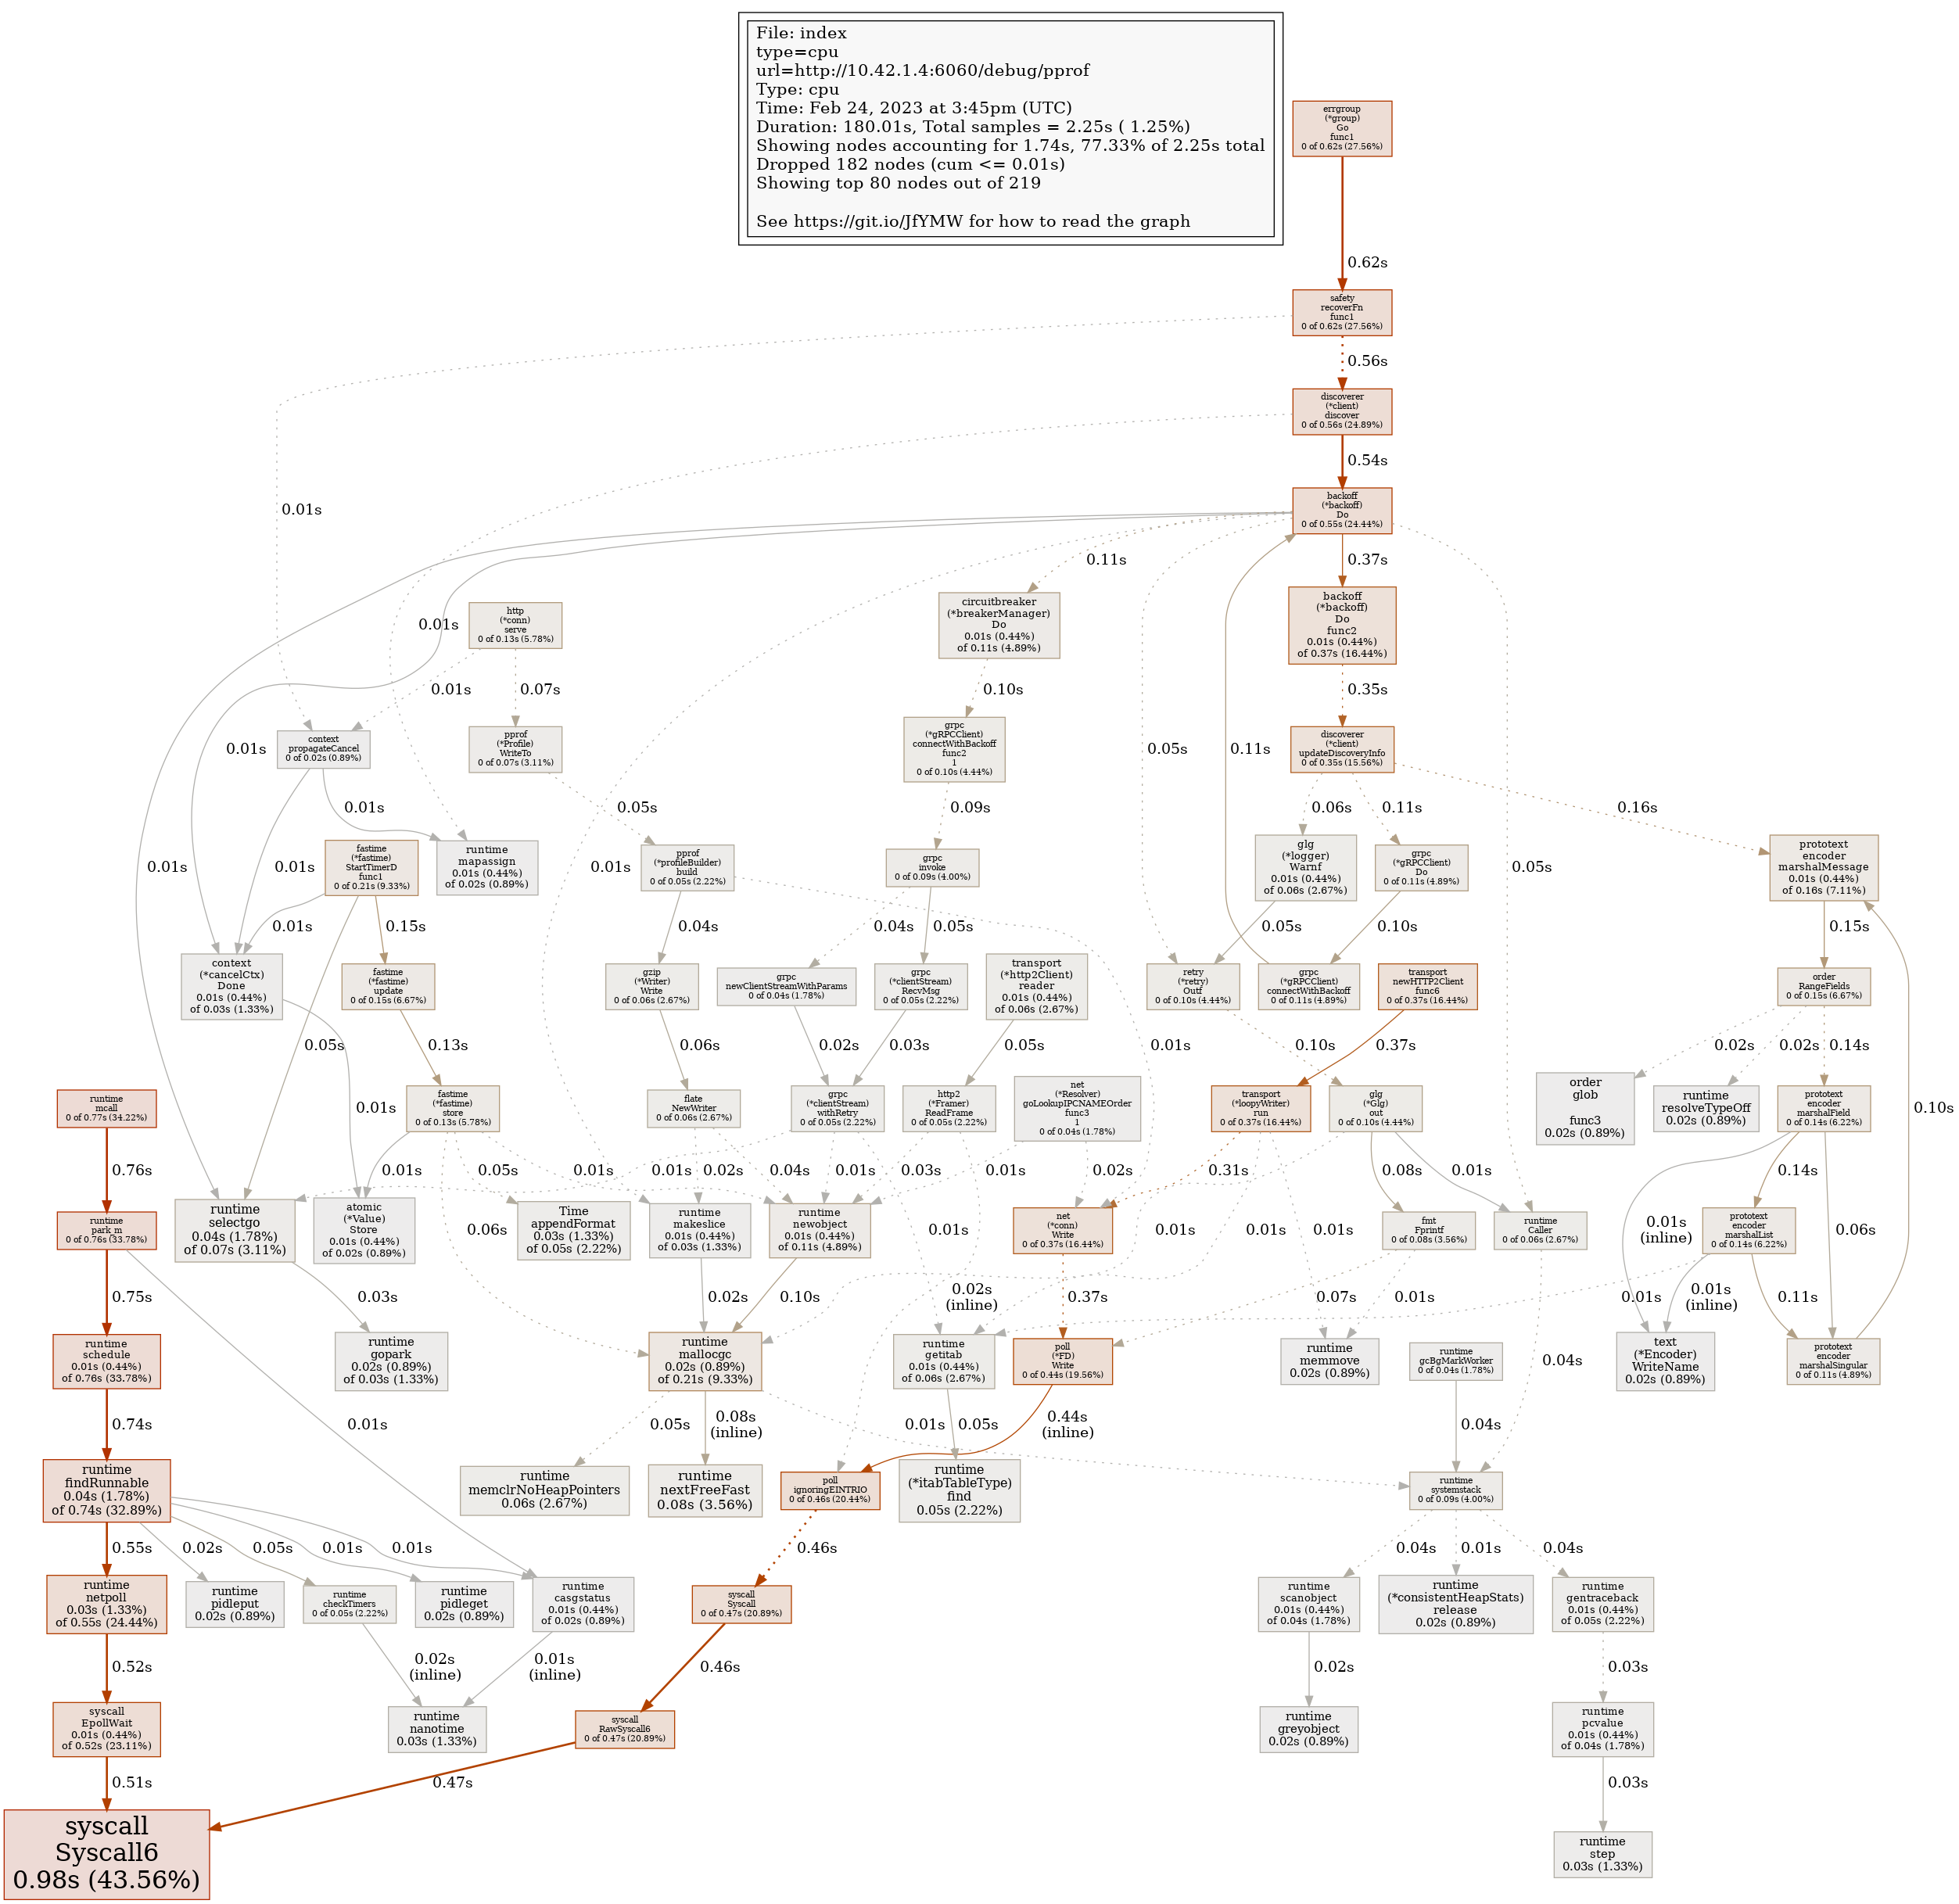 File: index
type=cpu
url=http://10.42.1.4:6060/debug/pprof
Type: cpu
Time: Feb 24, 2023 at 3:45pm (UTC)
Duration: 180.01s, Total samples = 2.25s ( 1.25%)
Showing nodes accounting for 1.74s, 77.33% of 2.25s total
Dropped 182 nodes (cum <= 0.01s)
Showing top 80 nodes out of 219
See https://git.io/JfYMW for how to read the graph
errgroup
(*group)
Go
func1
0 of 0.62s (27.56%)
0.62s
safety
recoverFn
func1
0 of 0.62s (27.56%)
0.56s
discoverer
(*client)
discover
0 of 0.56s (24.89%)
0.54s
0.01s
backoff
(*backoff)
Do
0 of 0.55s (24.44%)
0.11s
0.37s
http
(*conn)
serve
0 of 0.13s (5.78%)
0.01s
circuitbreaker
(*breakerManager)
Do
0.01s (0.44%)
of 0.11s (4.89%)
backoff
(*backoff)
Do
func2
0.01s (0.44%)
of 0.37s (16.44%)
0.01s
0.07s
0.10s
0.35s
context
propagateCancel
0 of 0.02s (0.89%)
0.01s
pprof
(*Profile)
WriteTo
0 of 0.07s (3.11%)
grpc
(*gRPCClient)
connectWithBackoff
func2
1
0 of 0.10s (4.44%)
0.05s
0.11s
discoverer
(*client)
updateDiscoveryInfo
0 of 0.35s (15.56%)
0.01s
0.05s
0.09s
0.06s
0.11s
0.16s
0.01s
0.01s
fastime
(*fastime)
StartTimerD
func1
0 of 0.21s (9.33%)
runtime
mapassign
0.01s (0.44%)
of 0.02s (0.89%)
pprof
(*profileBuilder)
build
0 of 0.05s (2.22%)
0.01s
grpc
invoke
0 of 0.09s (4.00%)
glg
(*logger)
Warnf
0.01s (0.44%)
of 0.06s (2.67%)
grpc
(*gRPCClient)
Do
0 of 0.11s (4.89%)
0.05s
prototext
encoder
marshalMessage
0.01s (0.44%)
of 0.16s (7.11%)
0.01s
0.15s
0.04s
0.04s
0.05s
0.05s
0.10s
0.15s
context
(*cancelCtx)
Done
0.01s (0.44%)
of 0.03s (1.33%)
fastime
(*fastime)
update
0 of 0.15s (6.67%)
gzip
(*Writer)
Write
0 of 0.06s (2.67%)
grpc
newClientStreamWithParams
0 of 0.04s (1.78%)
grpc
(*clientStream)
RecvMsg
0 of 0.05s (2.22%)
transport
(*http2Client)
reader
0.01s (0.44%)
of 0.06s (2.67%)
retry
(*retry)
Outf
0 of 0.10s (4.44%)
grpc
(*gRPCClient)
connectWithBackoff
0 of 0.11s (4.89%)
transport
newHTTP2Client
func6
0 of 0.37s (16.44%)
order
RangeFields
0 of 0.15s (6.67%)
0.05s
0.13s
0.06s
0.02s
0.03s
0.05s
0.01s
0.10s
0.37s
0.02s
0.02s
0.14s
runtime
mcall
0 of 0.77s (34.22%)
0.01s
fastime
(*fastime)
store
0 of 0.13s (5.78%)
flate
NewWriter
0 of 0.06s (2.67%)
grpc
(*clientStream)
withRetry
0 of 0.05s (2.22%)
http2
(*Framer)
ReadFrame
0 of 0.05s (2.22%)
net
(*Resolver)
goLookupIPCNAMEOrder
func3
1
0 of 0.04s (1.78%)
transport
(*loopyWriter)
run
0 of 0.37s (16.44%)
glg
(*Glg)
out
0 of 0.10s (4.44%)
order
glob
func3
0.02s (0.89%)
runtime
resolveTypeOff
0.02s (0.89%)
prototext
encoder
marshalField
0 of 0.14s (6.22%)
0.10s
0.76s
0.01s
0.05s
0.01s
0.01s
0.02s
0.04s
0.01s
0.03s
0.01s
0.02s
0.31s
0.08s
0.01s
0.14s
runtime
park_m
0 of 0.76s (33.78%)
runtime
selectgo
0.04s (1.78%)
of 0.07s (3.11%)
atomic
(*Value)
Store
0.01s (0.44%)
of 0.02s (0.89%)
0.06s
Time
appendFormat
0.03s (1.33%)
of 0.05s (2.22%)
runtime
makeslice
0.01s (0.44%)
of 0.03s (1.33%)
runtime
newobject
0.01s (0.44%)
of 0.11s (4.89%)
0.01s
net
(*conn)
Write
0 of 0.37s (16.44%)
0.01s
0.01s
0.01s
fmt
Fprintf
0 of 0.08s (3.56%)
runtime
Caller
0 of 0.06s (2.67%)
0.01s
(inline)
prototext
encoder
marshalList
0 of 0.14s (6.22%)
0.06s
0.75s
0.03s
0.02s
0.10s
0.02s
(inline)
0.37s
0.07s
0.01s
0.01s
0.01s
(inline)
0.11s
runtime
schedule
0.01s (0.44%)
of 0.76s (33.78%)
runtime
gopark
0.02s (0.89%)
of 0.03s (1.33%)
runtime
mallocgc
0.02s (0.89%)
of 0.21s (9.33%)
runtime
getitab
0.01s (0.44%)
of 0.06s (2.67%)
poll
(*FD)
Write
0 of 0.44s (19.56%)
runtime
memmove
0.02s (0.89%)
runtime
gcBgMarkWorker
0 of 0.04s (1.78%)
0.04s
text
(*Encoder)
WriteName
0.02s (0.89%)
prototext
encoder
marshalSingular
0 of 0.11s (4.89%)
0.74s
0.01s
0.05s
0.08s
(inline)
0.01s
0.05s
0.44s
(inline)
0.04s
runtime
findRunnable
0.04s (1.78%)
of 0.74s (32.89%)
runtime
memclrNoHeapPointers
0.06s (2.67%)
runtime
nextFreeFast
0.08s (3.56%)
poll
ignoringEINTRIO
0 of 0.46s (20.44%)
runtime
(*itabTableType)
find
0.05s (2.22%)
runtime
systemstack
0 of 0.09s (4.00%)
0.55s
0.02s
0.05s
0.01s
0.01s
0.46s
0.04s
0.01s
0.04s
runtime
netpoll
0.03s (1.33%)
of 0.55s (24.44%)
runtime
pidleput
0.02s (0.89%)
runtime
checkTimers
0 of 0.05s (2.22%)
runtime
pidleget
0.02s (0.89%)
runtime
casgstatus
0.01s (0.44%)
of 0.02s (0.89%)
syscall
Syscall
0 of 0.47s (20.89%)
runtime
scanobject
0.01s (0.44%)
of 0.04s (1.78%)
runtime
(*consistentHeapStats)
release
0.02s (0.89%)
runtime
gentraceback
0.01s (0.44%)
of 0.05s (2.22%)
0.52s
0.02s
(inline)
0.01s
(inline)
0.46s
0.02s
0.03s
syscall
EpollWait
0.01s (0.44%)
of 0.52s (23.11%)
runtime
nanotime
0.03s (1.33%)
syscall
RawSyscall6
0 of 0.47s (20.89%)
runtime
greyobject
0.02s (0.89%)
runtime
pcvalue
0.01s (0.44%)
of 0.04s (1.78%)
0.51s
0.47s
0.03s
syscall
Syscall6
0.98s (43.56%)
runtime
step
0.03s (1.33%)